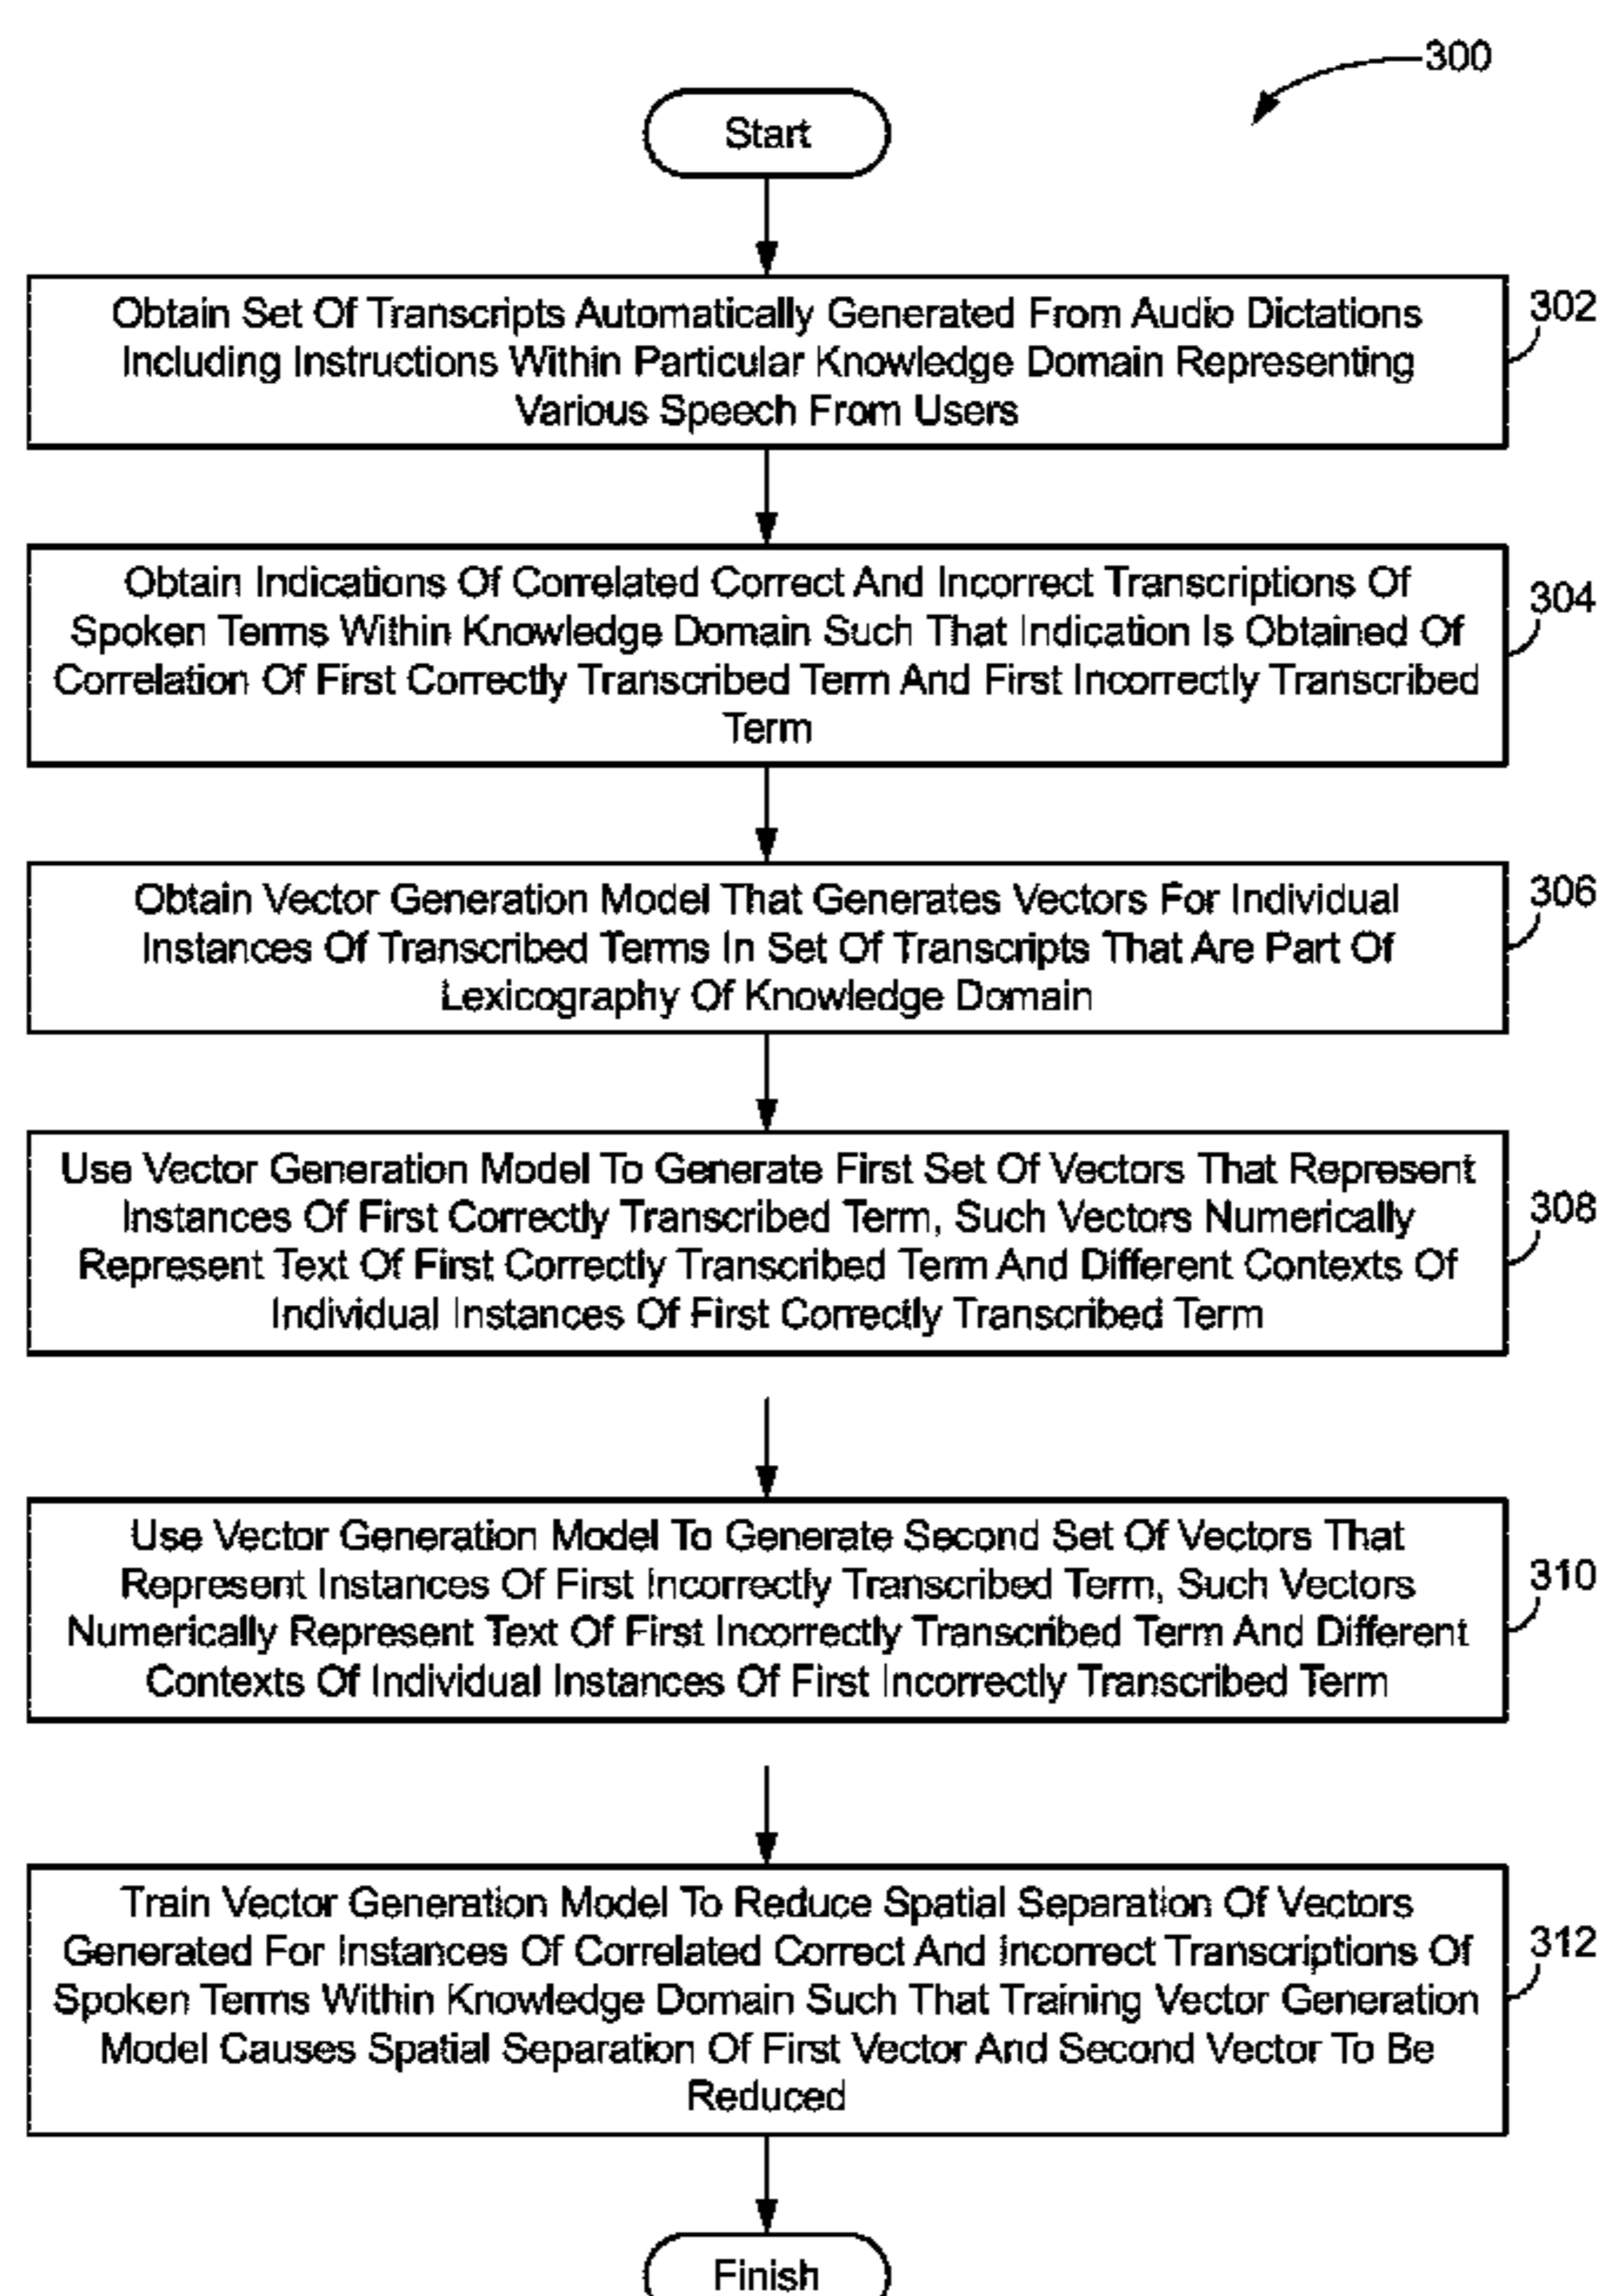 300
Start
Obtain Set Of Transcripts Automatically Generated From Audio Dictations
Including Instructions Within Particular Knowledge Domain Representing
Various Speech From Users
302
Obtain Indications Of Correlated Correct And Incorrect Transcriptions Of
Spoken Terms Within Knowledge Domain Such That Indication Is Obtained Of
Correlation Of First Correctly Transcribed Term And First Incorrectly Transcribed
Term
304
Obtain Vector Generation Model That Generates Vectors For Individual
Instances Of Transcribed Terms In Set Of Transcripts That Are Part Of
Lexicography Of Knowledge Domain
306
Use Vector Generation Model To Generate First Set Of Vectors That Represent
Instances Of First Correctly Transcribed Term, Such Vectors Numerically
Represent Text Of First Correctly Transcribed Term And Different Contexts Of
Individual Instances Of First Correctly Transcribed Term
308
Use Vector Generation Model To Generate Second Set Of Vectors That
Represent Instances Of First Incorrectly Transcribed Term, Such Vectors
Numerically Represent Text Of First Incorrectly Transcribed Term And Different
Contexts Of Individual Instances Of First Incorrectly Transcribed Term
310
Train Vector Generation Model To Reduce Spatial Separation Of Vectors
Generated For Instances Of Correlated Correct And Incorrect Transcriptions Of
Spoken Terms Within Knowledge Domain Such That Training Vector Generation
Model Causes Spatial Separation Of First Vector And Second Vector To Be
Reduced
312
Finish